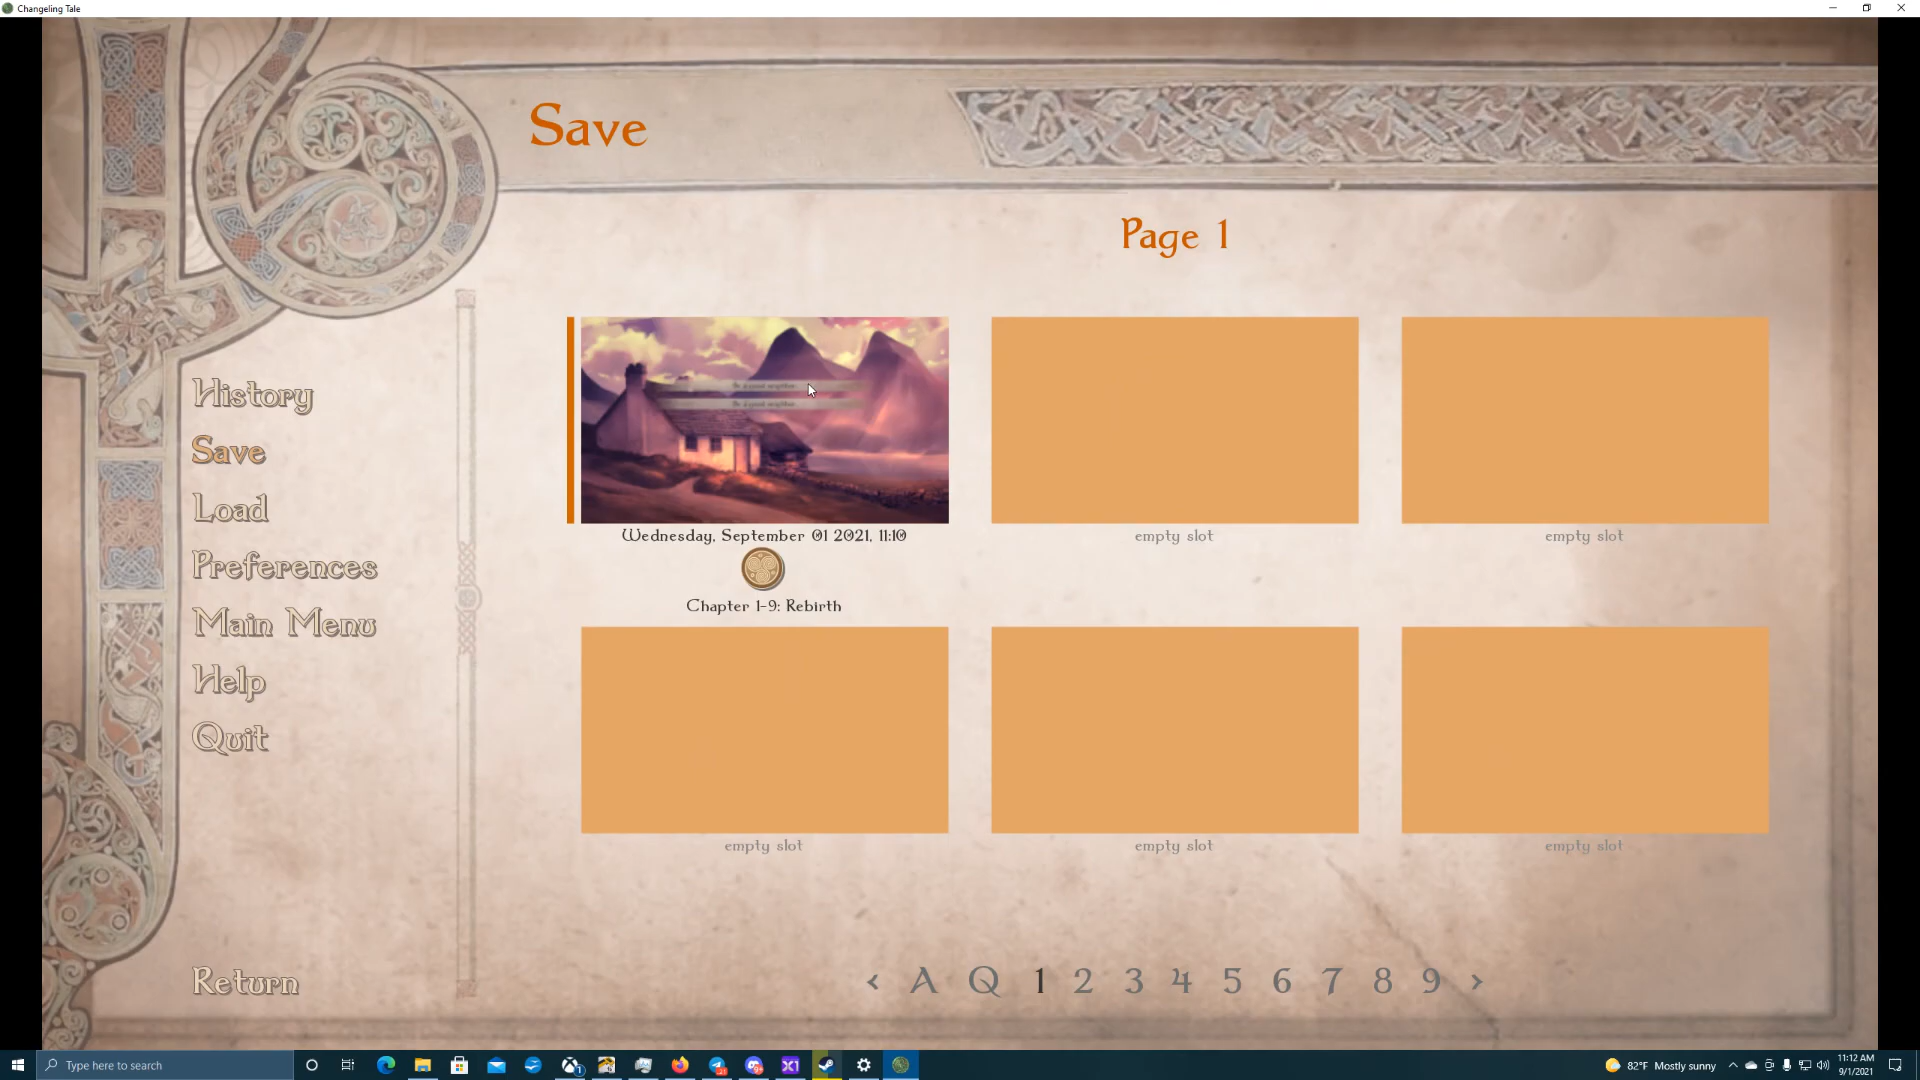 Changeling Tale
Save
Page 1
History
Save
Load
Preferences
Main Menu
Help
Quit
Return
Wednesday, September 01 2021, 11:10
Chapter 1-9: Rebirth
empty slot
empty slot
empty slot
empty slot
empty slot
< A Q 1 2 3 4 5 6 7 8 9 >
Type here to search
82°F Mostly sunny
11:12 AM
9/1/2021